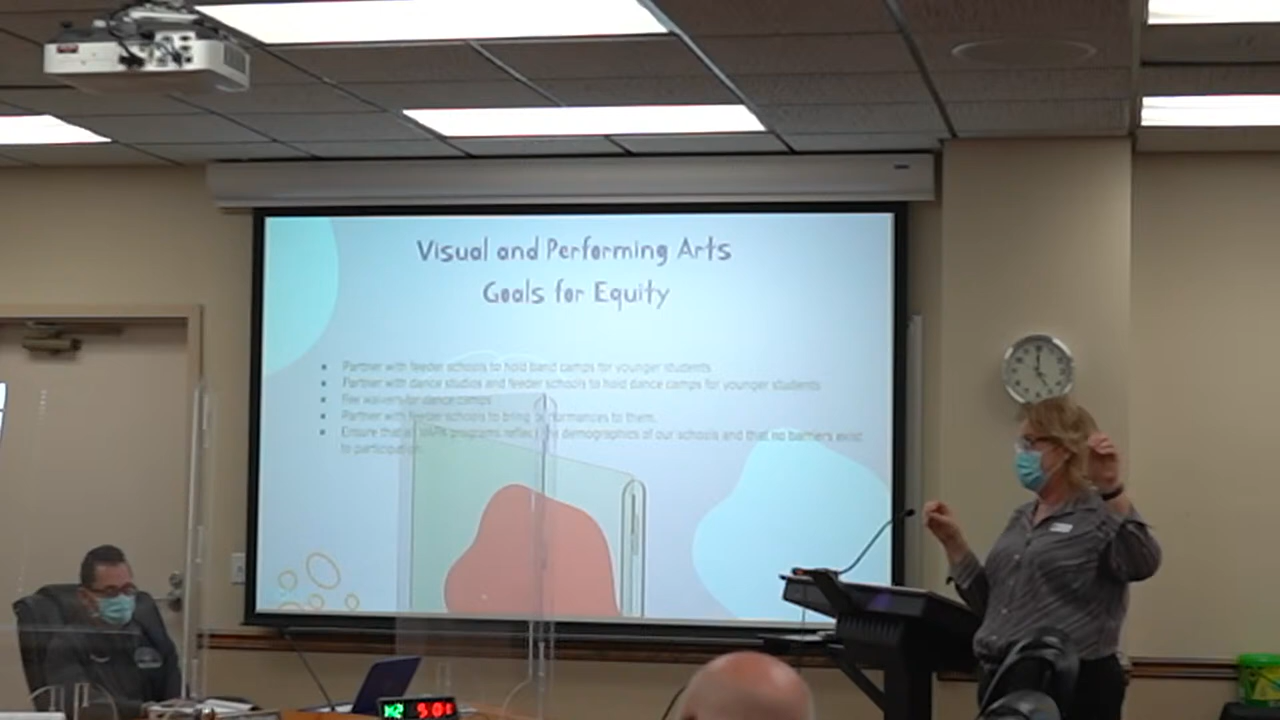 Visual and Performing Arts
Goals for Equity
Partner with feeder schools to hold band camps for younger students
Partner with dance studios and feeder schools to hold dance camps for younger students
Fee waivers for dance camps
Partner with feeder schools to bring performances to them.
Ensure that all VAPA programs reflect the demographics of our schools and that no barriers exist
to participation.